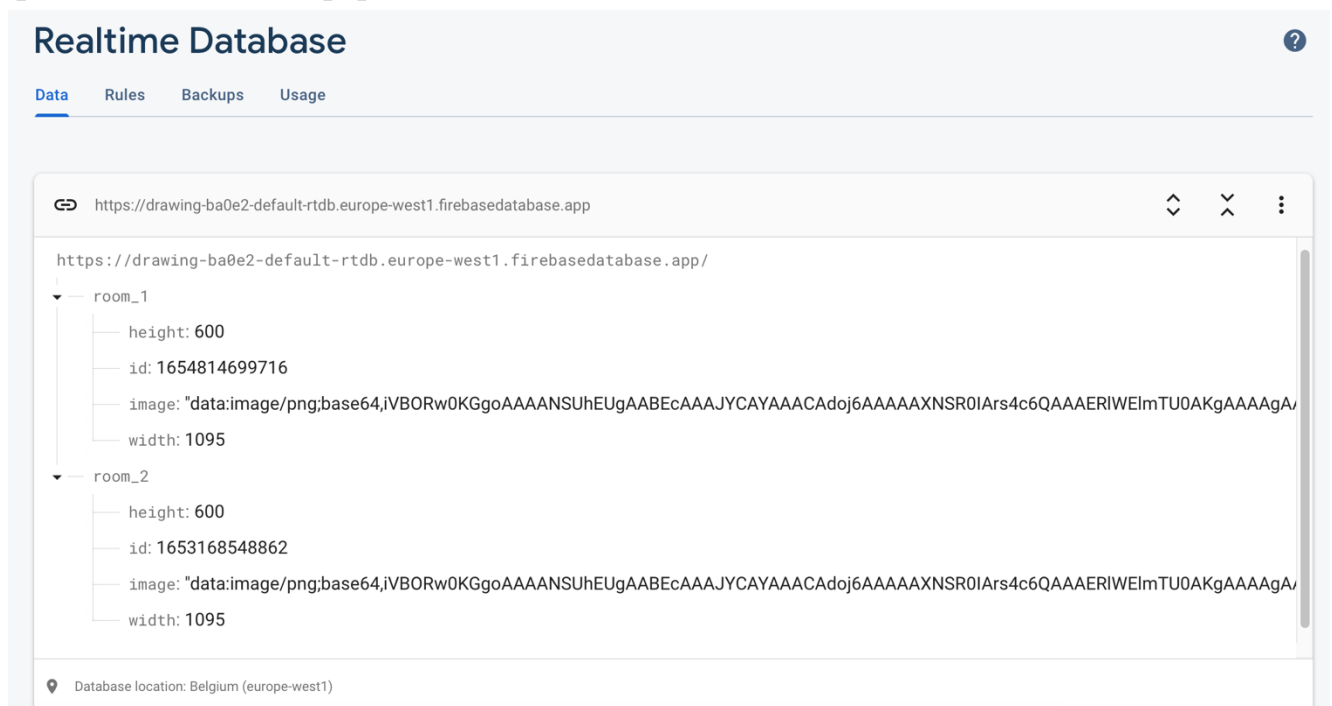 Realtime Database
Data Rules Backups Usage
https://drawing-ba0e2-default-rtdb.europe-west1.firebasedatabase.app
https://drawing-ba0e2-default-rtdb.europe-west1.firebasedatabase.app/
room_1
height: 600
id: 1654814699716
image: "data:image/png;base64,iVBORw0KGgoAAAANSUhEUgAABEcAAAJYCAYAAACAdoj6AAAAAXNSR0IArs4c6QAAAERlWElmTU0AKgAAAAgAA
width: 1095
room_2
height: 600
id: 1653168548862
image: "data:image/png;base64,iVBORw0KGgoAAAANSUhEUgAABEcAAAJYCAYAAACAdoj6AAAAAXNSR0IArs4c6QAAAERlWElmTU0AKgAAAAgAA
width: 1095
Database location: Belgium (europe-west1)